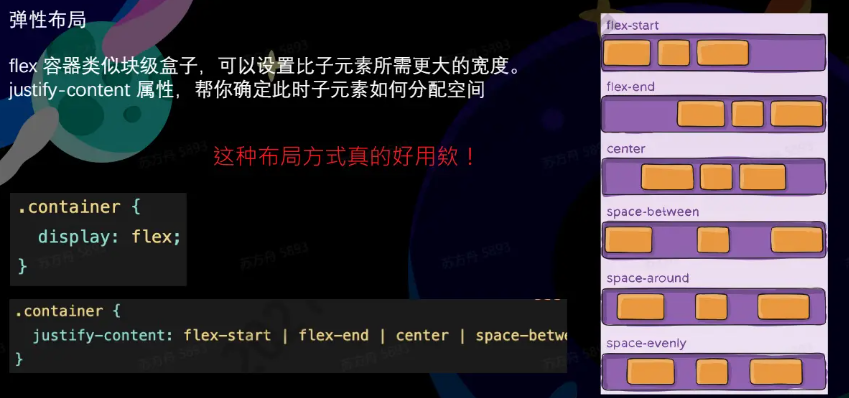 弹性布局
flex 容器类似块级盒子，可以设置比子元素所需更大的宽度。
justify-content 属性，帮你确定此时子元素如何分配空间
这种布局方式真的好用欸！
.container {
  display: flex;
}
.container {
  justify-content: flex-start | flex-end | center | space-betwe
}
flex-start
flex-end
center
space-between
space-around
space-evenly